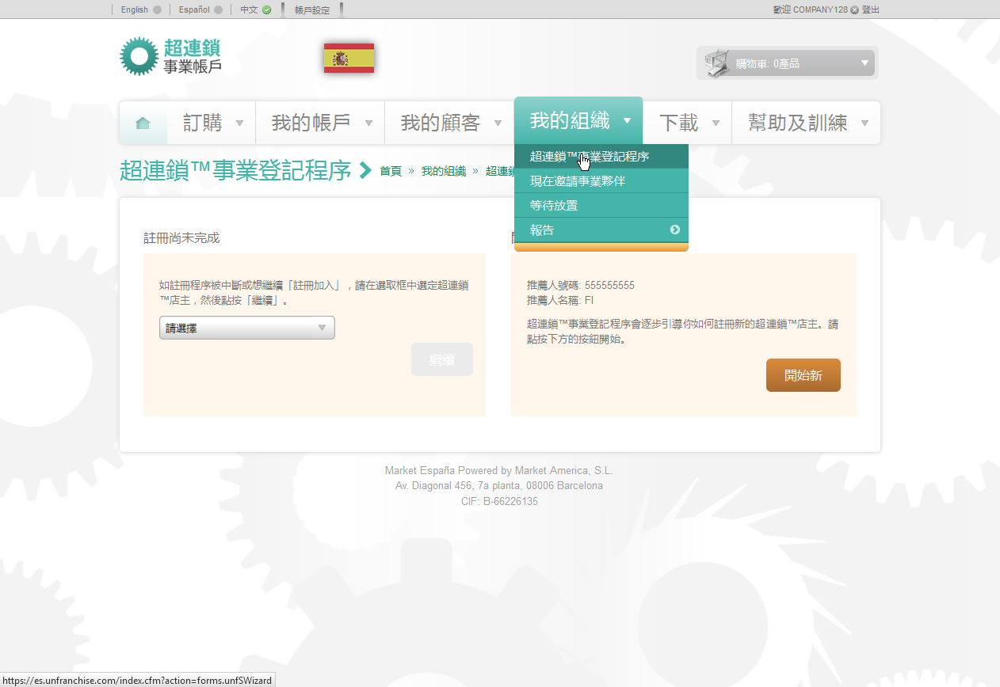 English
Español
中文
帳戶設定
歡迎 COMPANY128 登出
超連鎖
事業帳戶
購物車: 0產品
訂購
我的帳戶
我的顧客
我的組織
下載
幫助及訓練
超連鎖™事業登記程序
首頁 » 我的組織 » 超連鎖
超連鎖™事業登記程序
現在邀請事業夥伴
等待放置
報告
註冊尚未完成
如註冊程序被中斷或想繼續「註冊加入」，請在選取框中選定超連鎖
™店主，然後點按「繼續」。
請選擇
繼續
推薦人號碼: 555555555
推薦人名稱: FI
超連鎖™事業登記程序會逐步引導你如何註冊新的超連鎖™店主。請
點按下方的按鈕開始。
開始新
Market España Powered by Market America, S.L.
Av. Diagonal 456, 7a planta, 08006 Barcelona
CIF: B-66226135
https://es.unfranchise.com/index.cfm?action=forms.unfSWizard